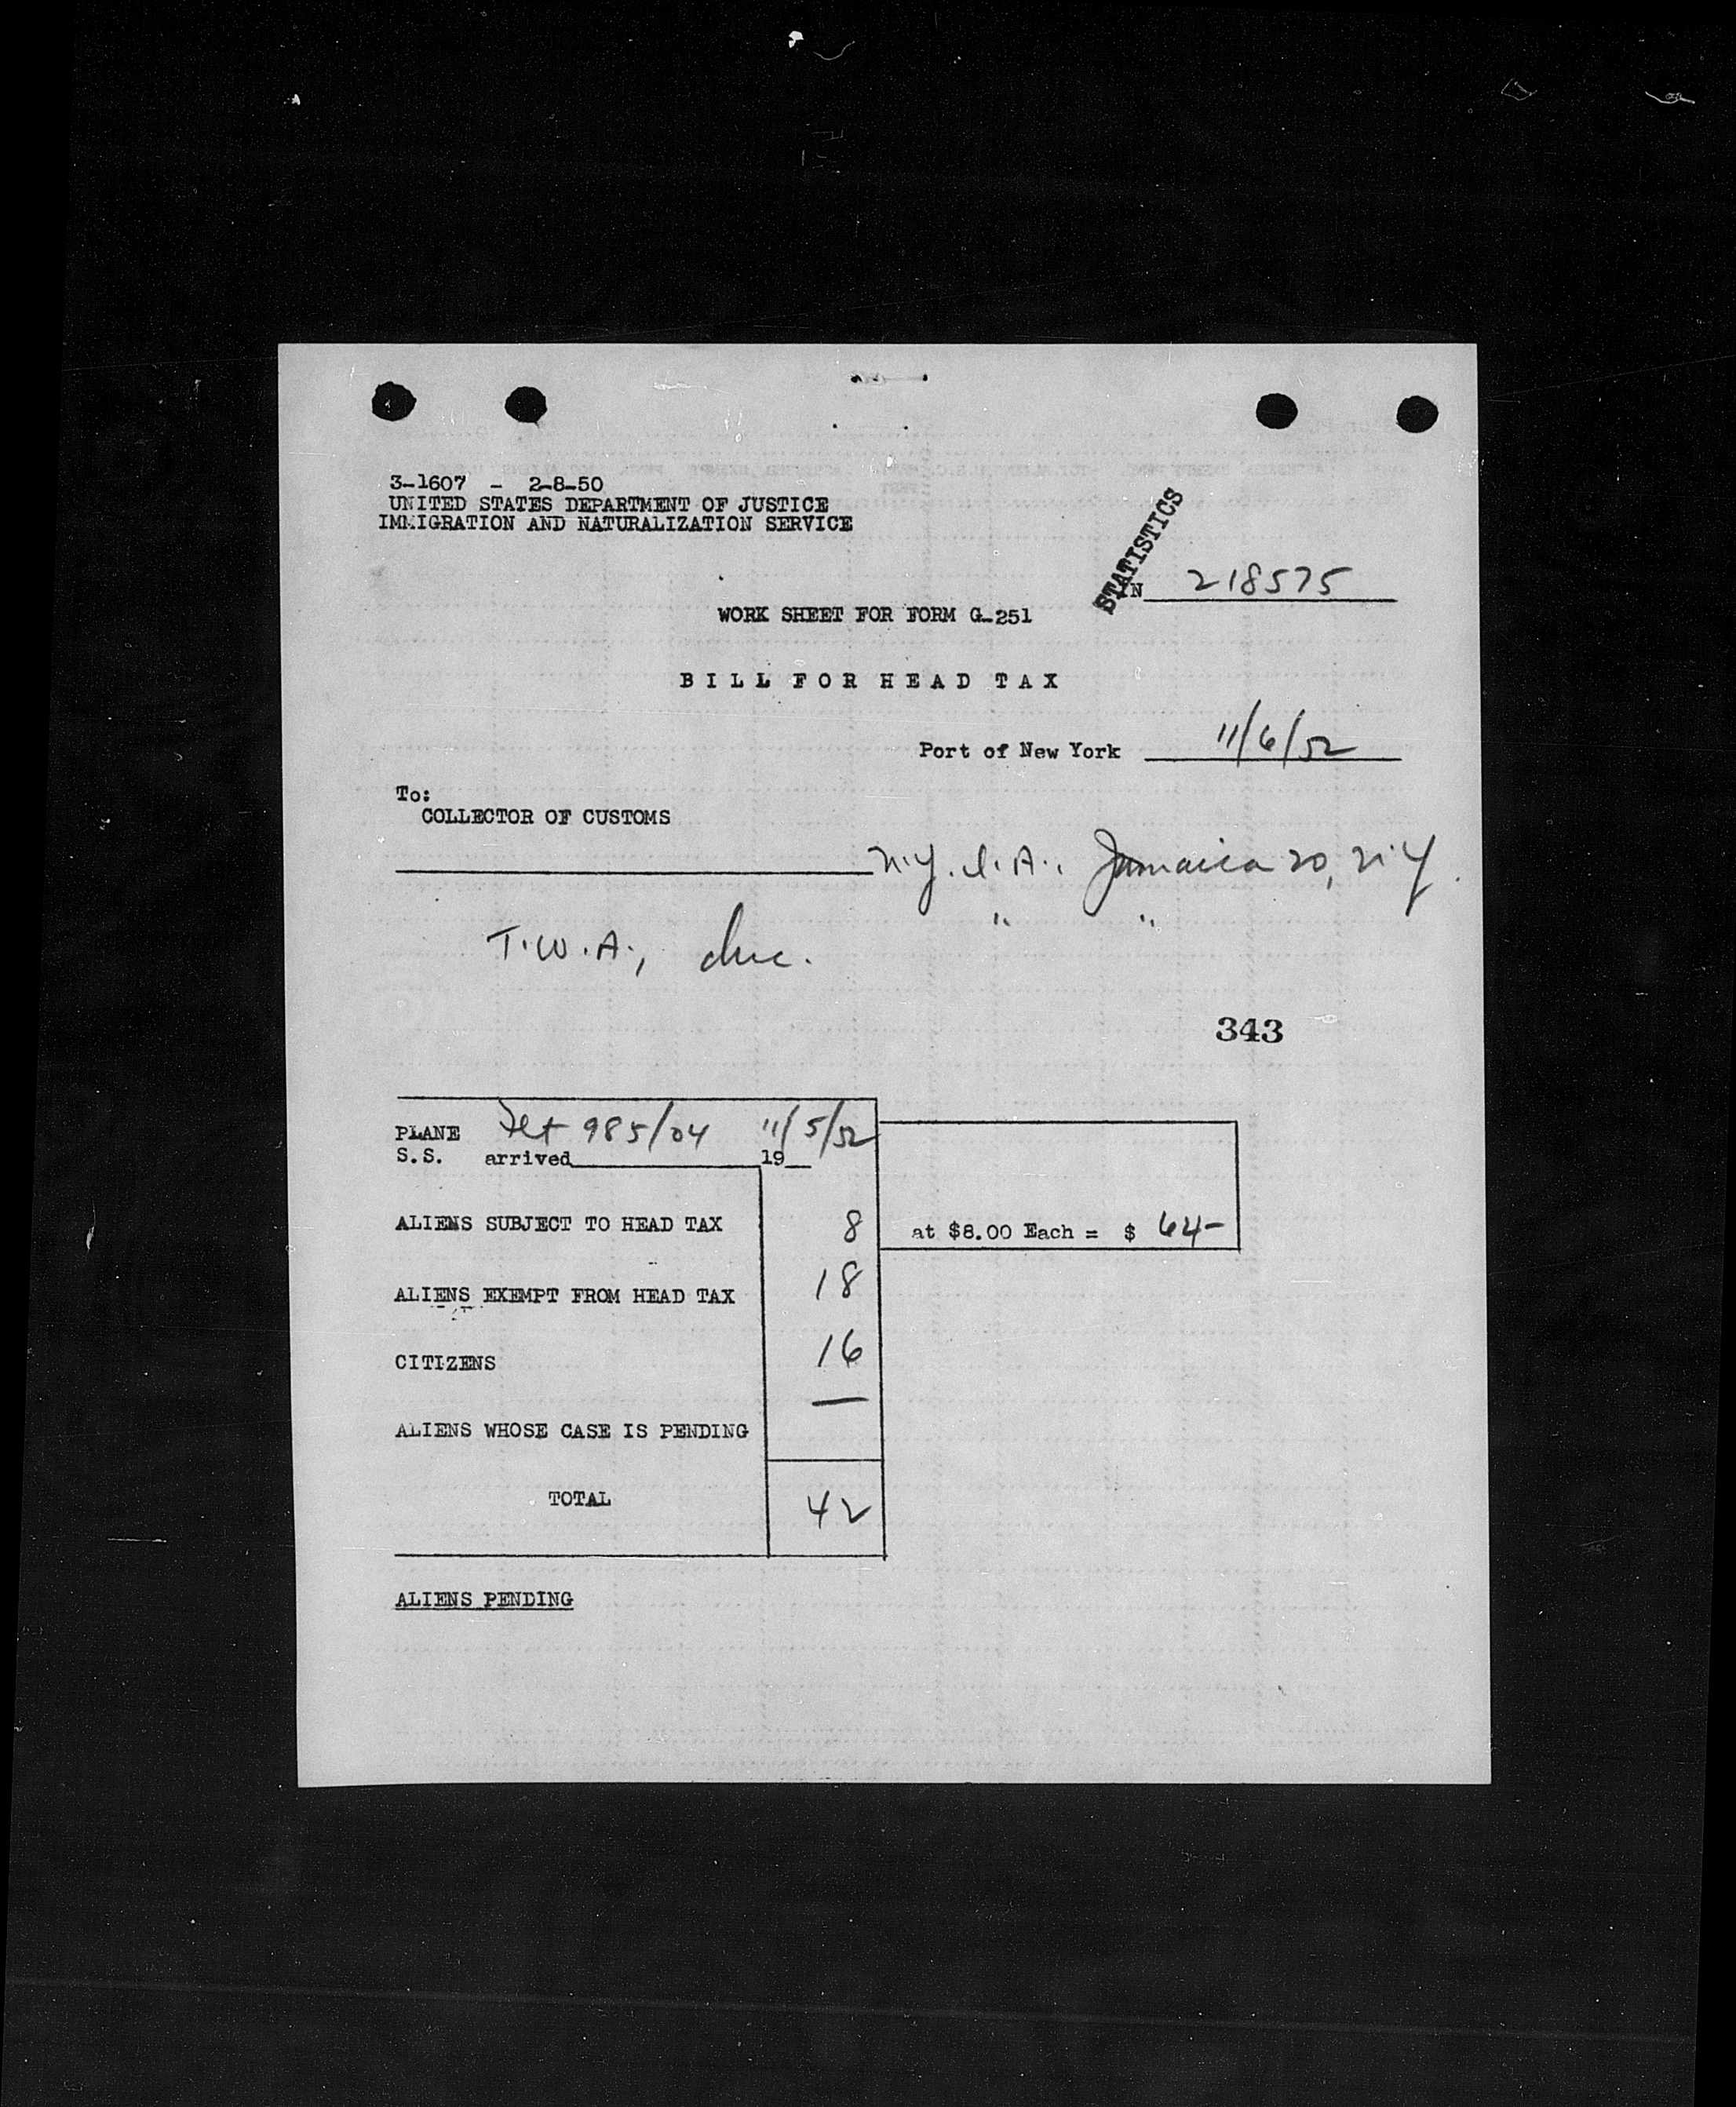 3-1607 - 2-8-50
UNITED STATES DEPARTMENT OF JUSTICE
IMMIGRATION AND NATURALIZATION SERVICE
STATISTICS
IN 218575
WORK SHEET FOR FORM G-251
BILL FOR HEAD TAX
Port of New York 11/6/52
To:
COLLECTOR OF CUSTOMS
N.Y. I.A., Jamaica 20, N.Y.
" "
T.W.A., Inc.
343
PLANE Flt 985/04 11/5/52
S.S. arrived 19
ALIENS SUBJECT TO HEAD TAX 8 at $8.00 Each = $ 64-
ALIENS EXEMPT FROM HEAD TAX 18
CITIZENS 16
—
ALIENS WHOSE CASE IS PENDING
TOTAL 42
ALIENS PENDING